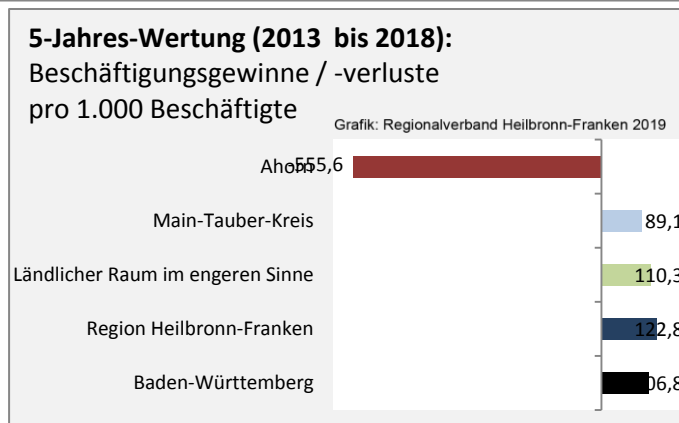 5-Jahres-Wertung (2013 bis 2018):
Beschäftigungsgewinne / -verluste
pro 1.000 Beschäftigte
Grafik: Regionalverband Heilbronn-Franken 2019
Ahorn -555,6
Main-Tauber-Kreis 89,1
Ländlicher Raum im engeren Sinne 110,3
Region Heilbronn-Franken 122,8
Baden-Württemberg